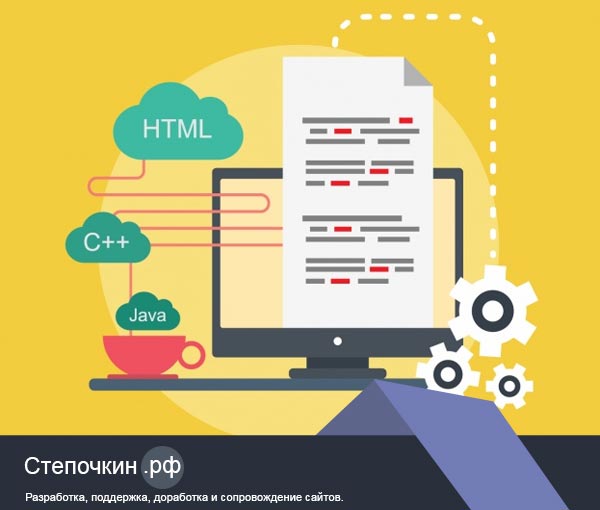 HTML
C++
Java
Степочкин.рф
Разработка, поддержка, доработка и сопровождение сайтов.